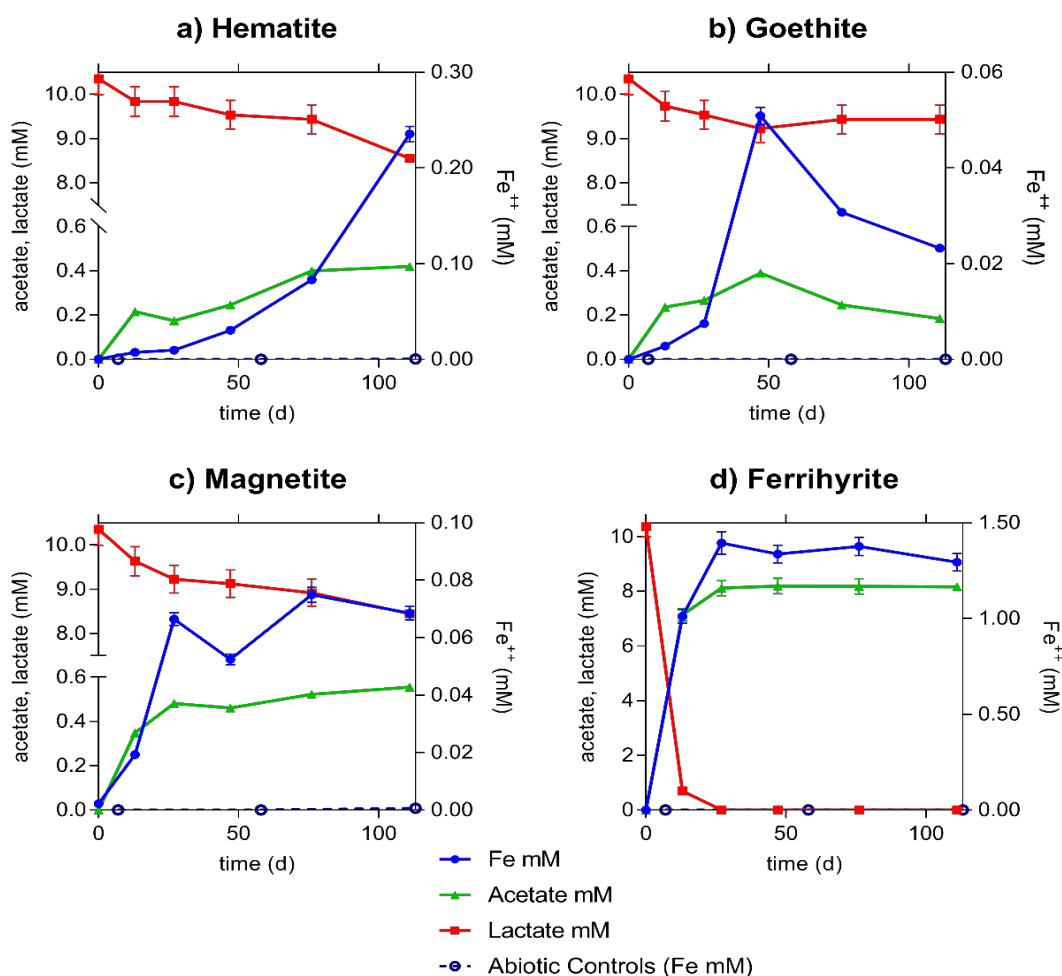 a) Hematite
b) Goethite
acetate, lactate (mM)
10.0
9.0
8.0
0.6
0.4
0.2
0.0
0.30
0.20
0.10
0.00
Fe++ (mM)
0
50
100
time (d)
acetate, lactate (mM)
10.0
9.0
8.0
0.6
0.4
0.2
0.0
0.06
0.04
0.02
0.00
Fe++ (mM)
0
50
100
time (d)
c) Magnetite
d) Ferrihyrite
acetate, lactate (mM)
10.0
9.0
8.0
0.6
0.4
0.2
0.0
0.10
0.08
0.06
0.04
0.02
0.00
Fe++ (mM)
0
50
100
time (d)
acetate, lactate (mM)
10
8
6
4
2
0
1.50
1.00
0.50
0.00
Fe++ (mM)
0
50
100
time (d)
Fe mM
Acetate mM
Lactate mM
Abiotic Controls (Fe mM)